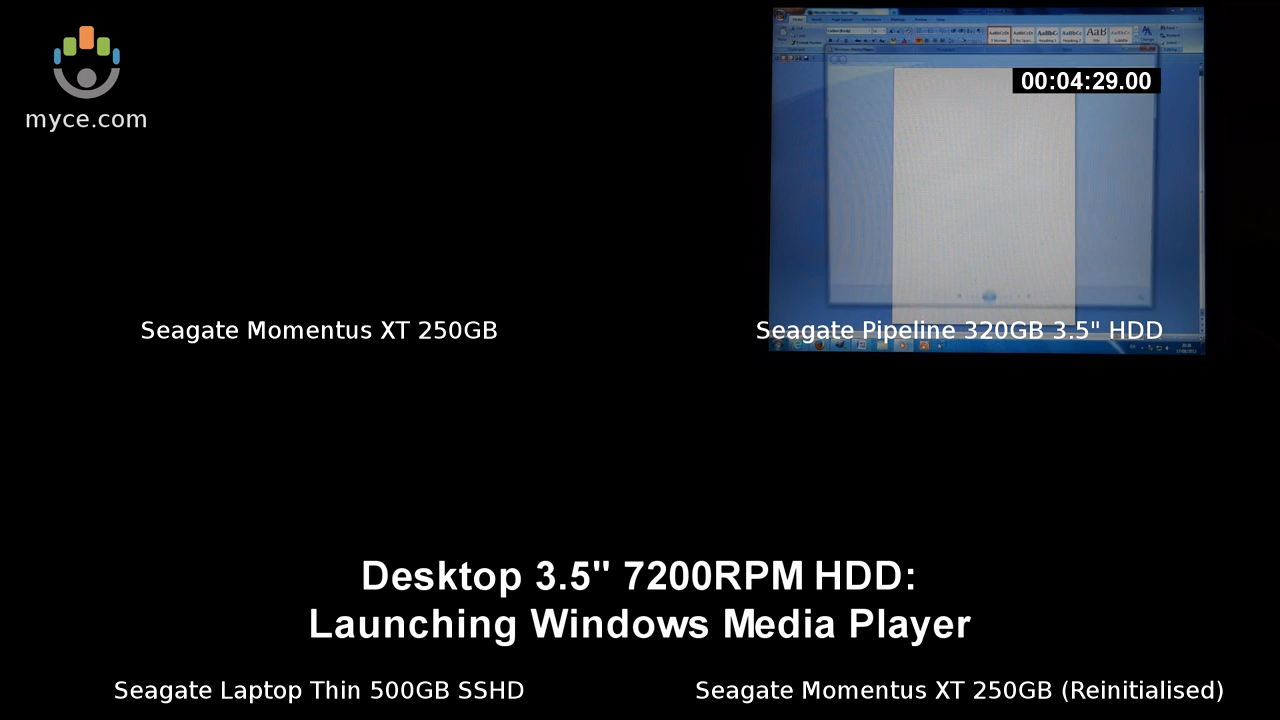 myce.com
00:04:29.00
Seagate Momentus XT 250GB
Seagate Pipeline 320GB 3.5" HDD
Desktop 3.5" 7200RPM HDD:
Launching Windows Media Player
Seagate Laptop Thin 500GB SSHD
Seagate Momentus XT 250GB (Reinitialised)